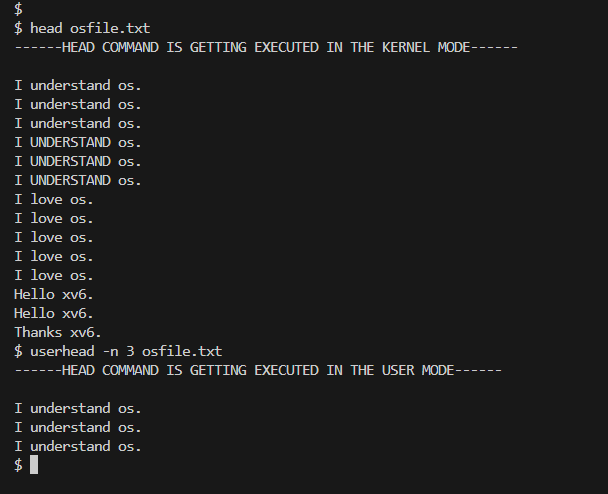 $
$ head osfile.txt
------HEAD COMMAND IS GETTING EXECUTED IN THE KERNEL MODE------
I understand os.
I understand os.
I understand os.
I UNDERSTAND os.
I UNDERSTAND os.
I UNDERSTAND os.
I love os.
I love os.
I love os.
I love os.
I love os.
Hello xv6.
Hello xv6.
Thanks xv6.
$ userhead -n 3 osfile.txt
------HEAD COMMAND IS GETTING EXECUTED IN THE USER MODE------
I understand os.
I understand os.
I understand os.
$